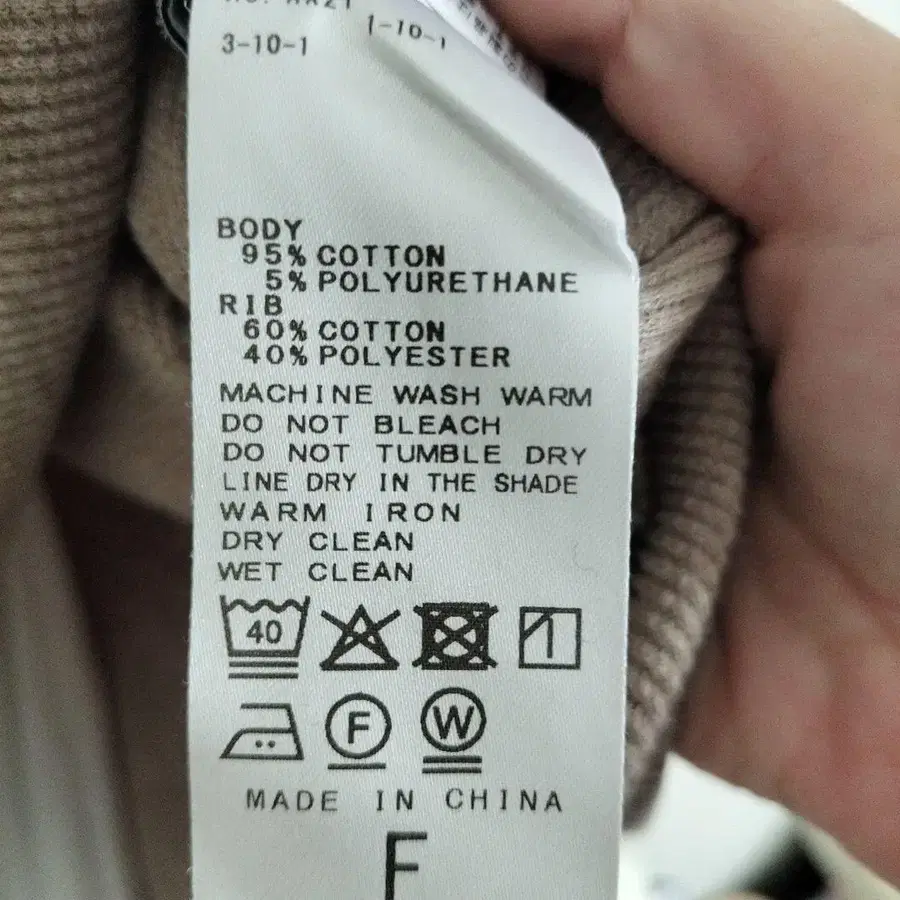 3-10-1
1-10-1
BODY
95% COTTON
5% POLYURETHANE
RIB
60% COTTON
40% POLYESTER
MACHINE WASH WARM
DO NOT BLEACH
DO NOT TUMBLE DRY
LINE DRY IN THE SHADE
WARM IRON
DRY CLEAN
WET CLEAN
40
F W
MADE IN CHINA
F